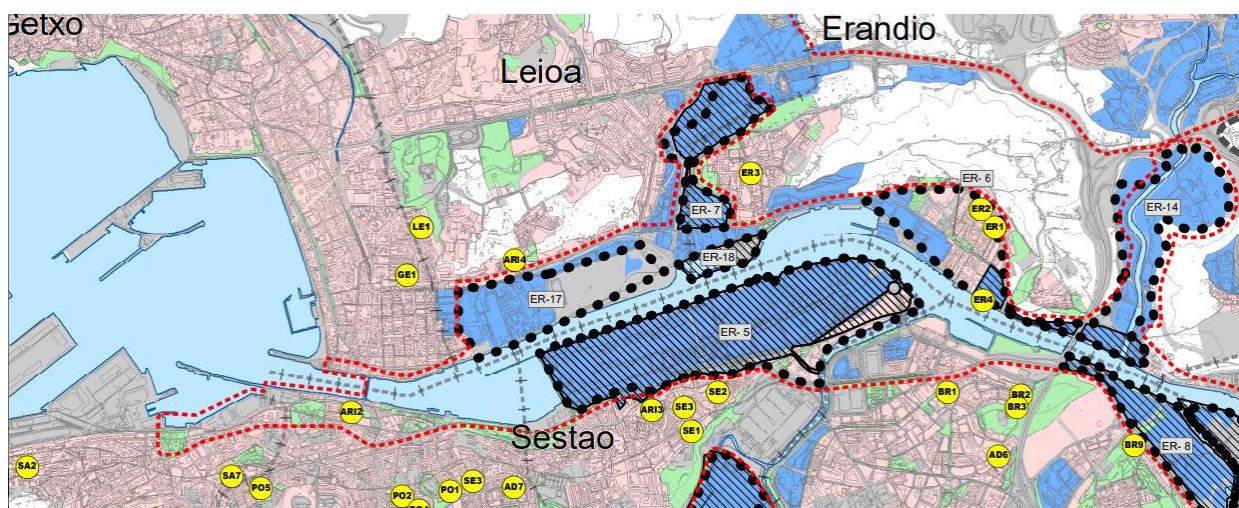 Getxo
Erandio
Leioa
ER3
ER- 6
ER- 7
ER2
ER-14
LE1
ER1
ER-18
ARI4
GE1
ER-17
ER4
ER- 5
SE2
BR1
BR2
ARI2
ARI3
SE3
BR3
Sestao
SE1
ER- 8
BR9
SA2
AD6
SA7
SE3
PO5
PO2
PO1
AD7